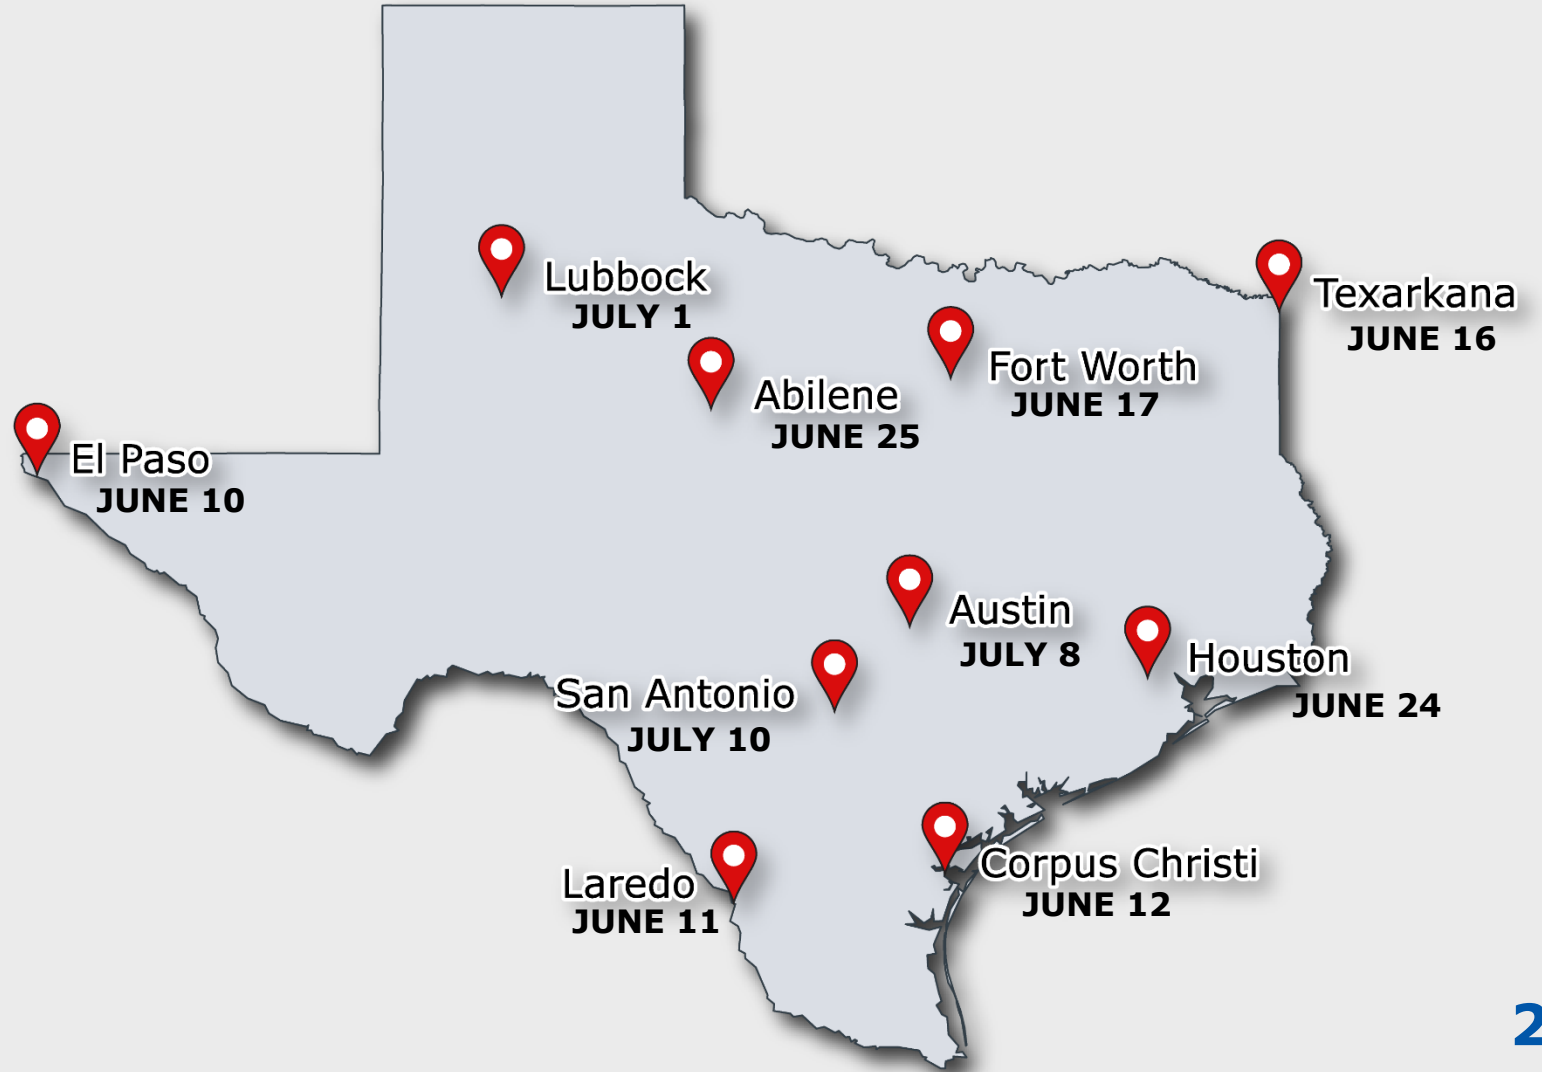 Lubbock
JULY 1
Texarkana
JUNE 16
Fort Worth
JUNE 17
Abilene
JUNE 25
El Paso
JUNE 10
Austin
JULY 8
Houston
JUNE 24
San Antonio
JULY 10
Corpus Christi
JUNE 12
Laredo
JUNE 11
2